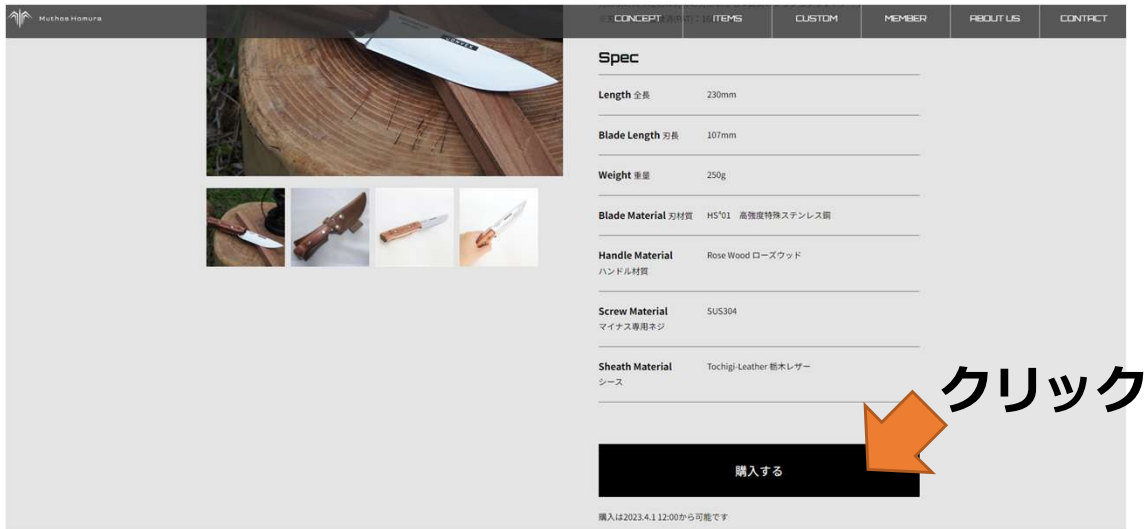 Muthos Homura
CONCEPT
ITEMS
CUSTOM
MEMBER
ABOUT US
CONTACT
Spec
Length 全長 230mm
Blade Length 刃長 107mm
Weight 重量 250g
Blade Material 刃材質 HS°01 高強度特殊ステンレス鋼
Handle Material Rose Wood ローズウッド
ハンドル材質
Screw Material SUS304
マイナス専用ネジ
Sheath Material Tochigi-Leather 栃木レザー
シース
クリック
購入する
購入は2023.4.1 12:00から可能です